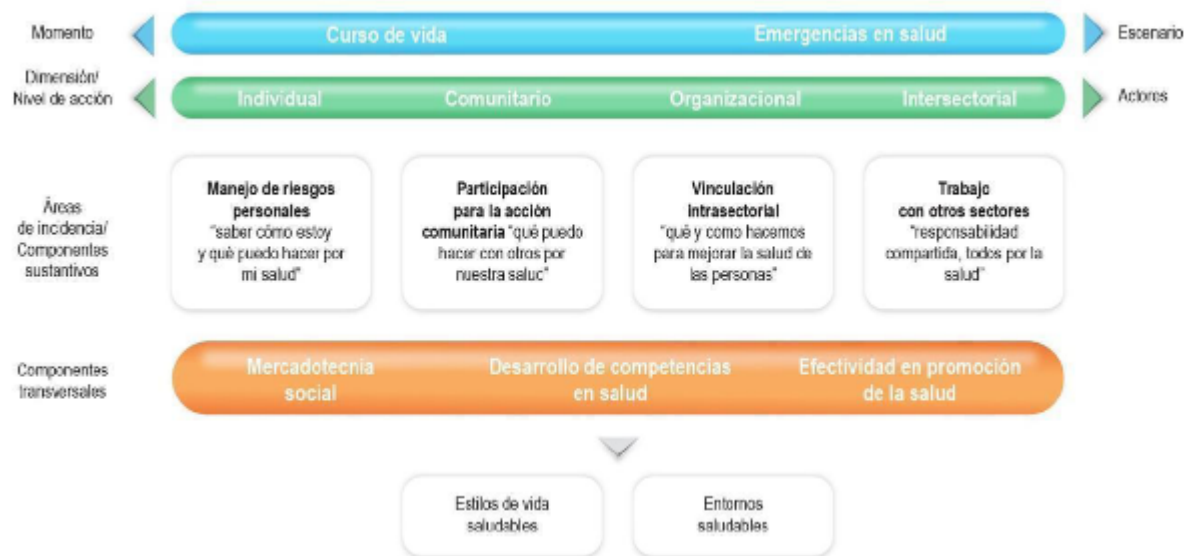 Momento
Curso de vida
Emergencias en salud
Escenario
Dimensión/
Nivel de acción
Individual
Comunitario
Organizacional
Intersectorial
Actores
Áreas
de incidencia/
Componentes
sustantivos
Manejo de riesgos
personales
"saber cómo estoy
y qué puedo hacer por
mi salud"
Participación
para la acción
comunitaria "qué puedo
hacer con otros por
nuestra saluc"
Vinculación
intrasectorial
"qué y como hacemos
para mejorar la salud de
las personas"
Trabajo
con otros sectores
"responsabilidad
compartida, todos por la
salud"
Componentes
transversales
Mercadotecnia
social
Desarrollo de competencias
en salud
Efectividad en promoción
de la salud
Estilos de vida
saludables
Entornos
saludables